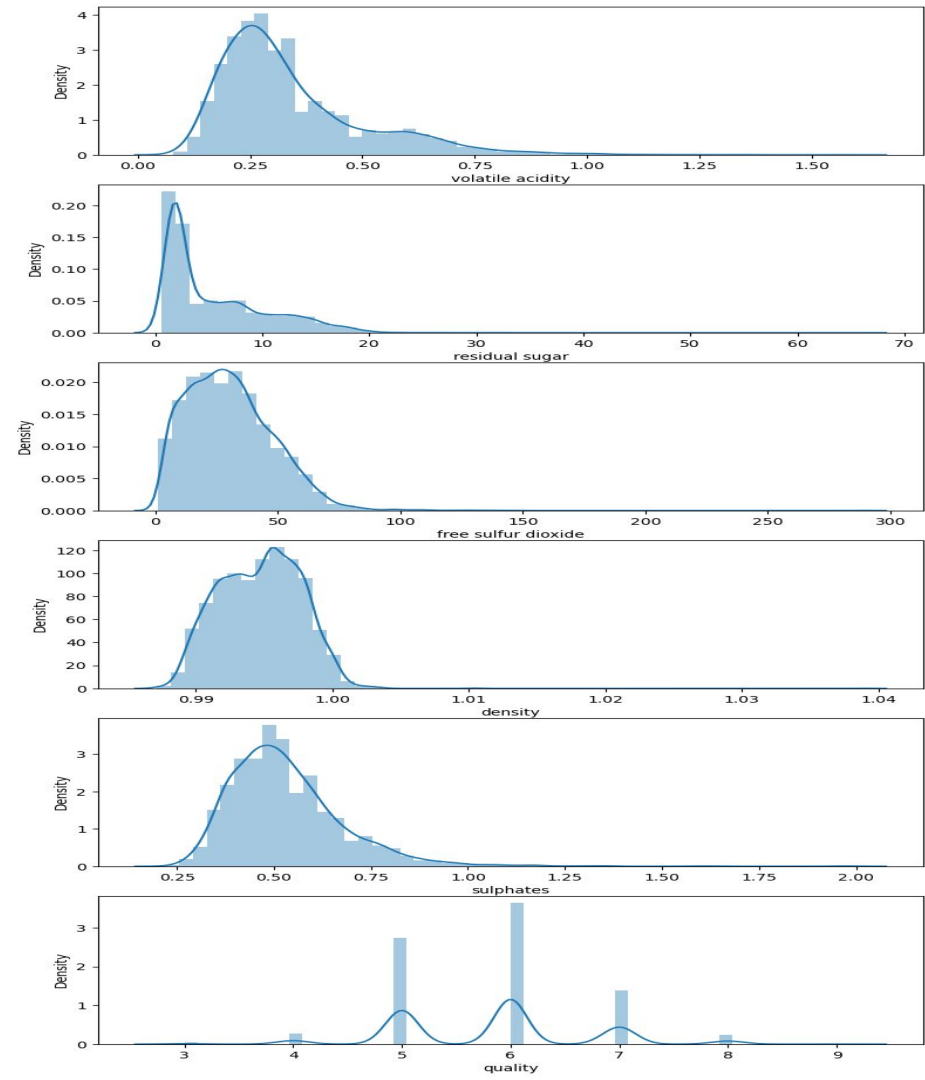 4
3
2
1
0
Density
0.00 0.25 0.50 0.75 1.00 1.25 1.50
volatile acidity
0.20
0.15
0.10
0.05
0.00
Density
0 10 20 30 40 50 60 70
residual sugar
0.020
0.015
0.010
0.005
0.000
Density
0 50 100 150 200 250 300
free sulfur dioxide
120
100
80
60
40
20
0
Density
0.99 1.00 1.01 1.02 1.03 1.04
density
3
2
1
0
Density
0.25 0.50 0.75 1.00 1.25 1.50 1.75 2.00
sulphates
3
2
1
0
Density
3 4 5 6 7 8 9
quality